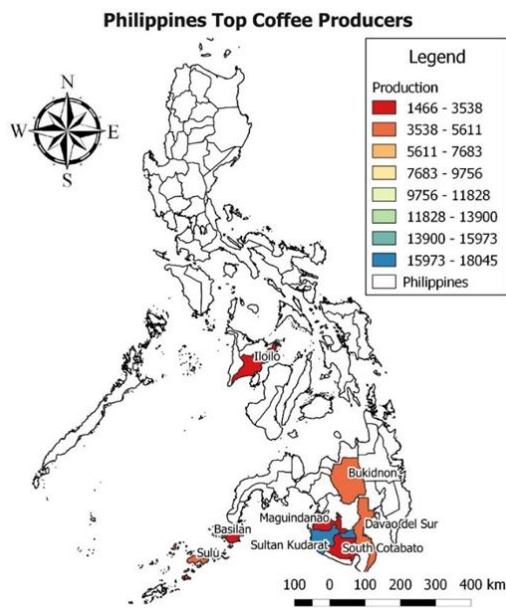 Philippines Top Coffee Producers
N
W E
S
Legend
Production
1466 - 3538
3538 - 5611
5611 - 7683
7683 - 9756
9756 - 11828
11828 - 13900
13900 - 15973
15973 - 18045
Philippines
Iloilo
Bukidnon
Maguindanao
Basilan
Davao del Sur
Sulu
Sultan Kudarat
South Cotabato
100 0 100 200 300 400 km